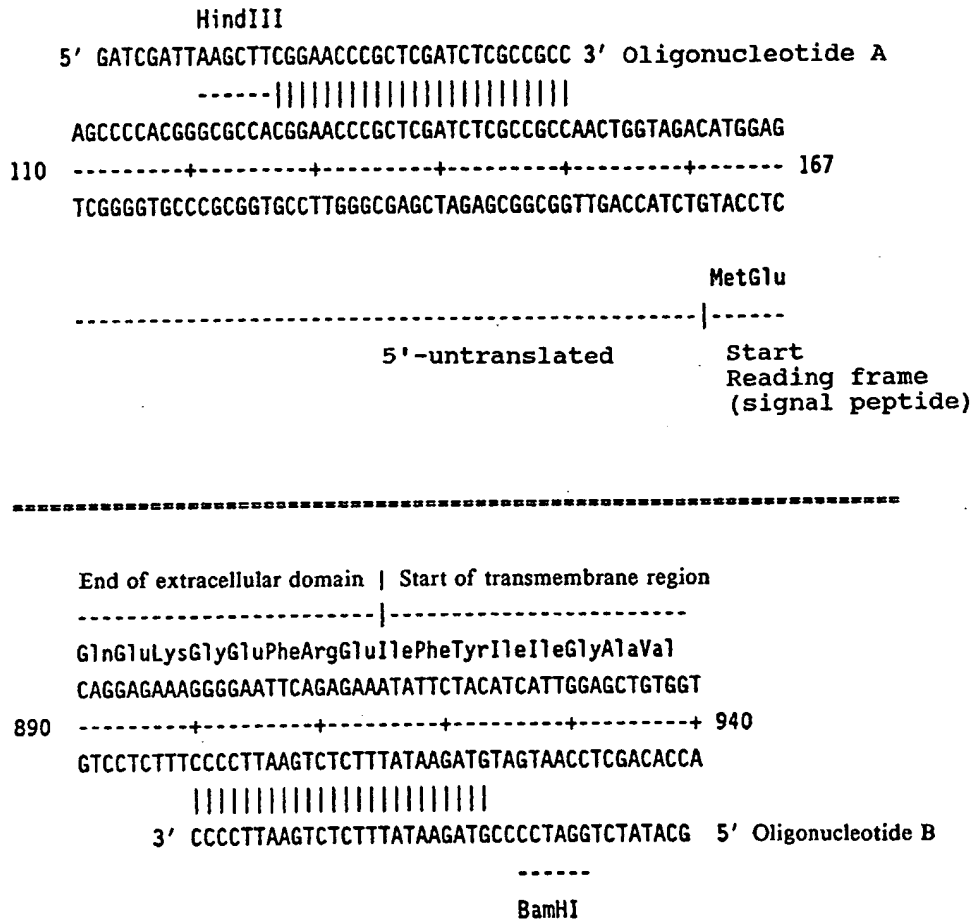 HindIII
5' GATCGATTAAGCTTCGGAACCCGCTCGATCTCGCCGCC 3' Oligonucleotide A
------||||||||||||||||||||||||
AGCCCCACGGGCGCCACGGAACCCGCTCGATCTCGCCGCCAACTGGTAGACATGGAG
110 ---------+---------+---------+---------+---------+------- 167
TCGGGGTGCCCGCGGTGCCTTGGGCGAGCTAGAGCGGCGGTTGACCATCTGTACCTC
MetGlu
--------------------------------------------------|------
5'-untranslated Start
Reading frame
(signal peptide)
======================================================================
End of extracellular domain | Start of transmembrane region
------------------------|------------------------
GlnGluLysGlyGluPheArgGluIlePheTyrIleIleGlyAlaVal
CAGGAGAAAGGGGAATTCAGAGAAATATTCTACATCATTGGAGCTGTGGT
890 ---------+---------+---------+---------+---------+ 940
GTCCTCTTTCCCCTTAAGTCTCTTTATAAGATGTAGTAACCTCGACACCA
||||||||||||||||||||||||
3' CCCCTTAAGTCTCTTTATAAGATGCCCCTAGGTCTATACG 5' Oligonucleotide B
------
BamHI